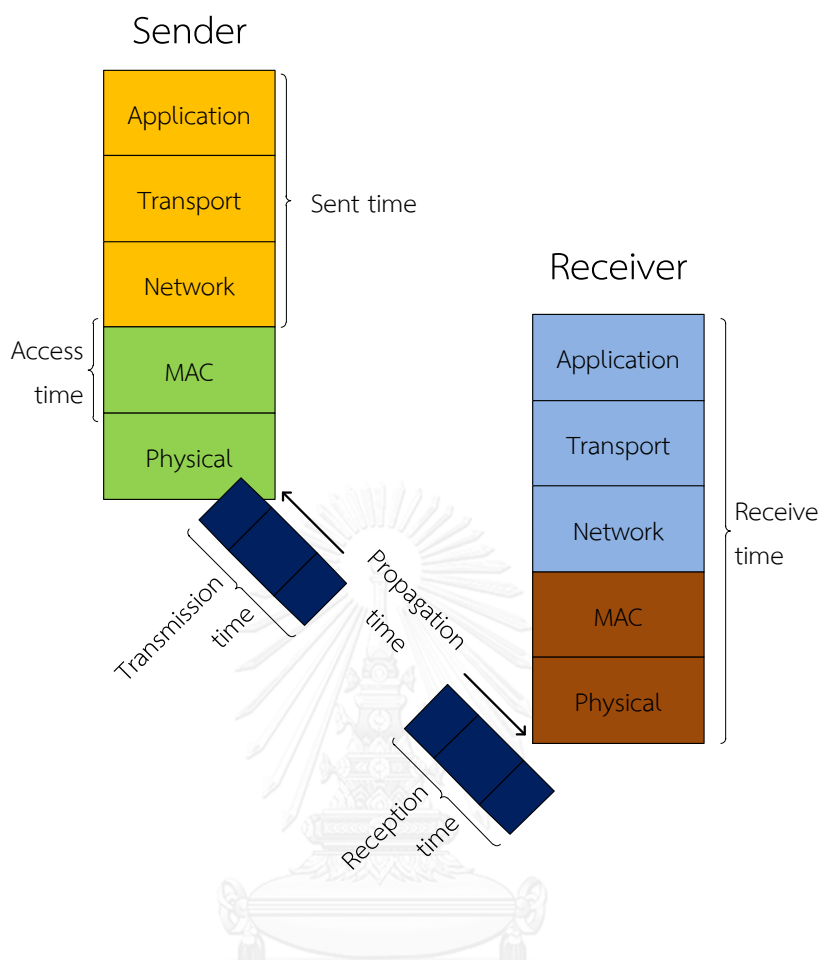 Sender
Application
Transport
Network
MAC
Physical
Sent time
Access
time
Transmission
time
Propagation
time
Reception
time
Receiver
Application
Transport
Network
MAC
Physical
Receive
time